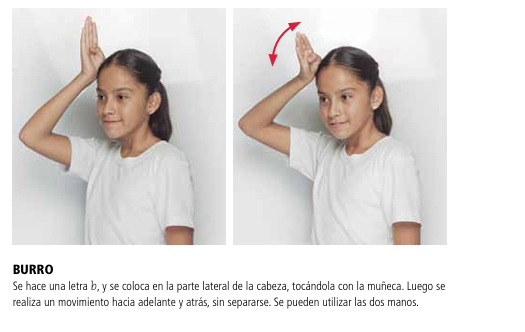 BURRO
Se hace una letra b, y se coloca en la parte lateral de la cabeza, tocándola con la muñeca. Luego se
realiza un movimiento hacia adelante y atrás, sin separarse. Se pueden utilizar las dos manos.